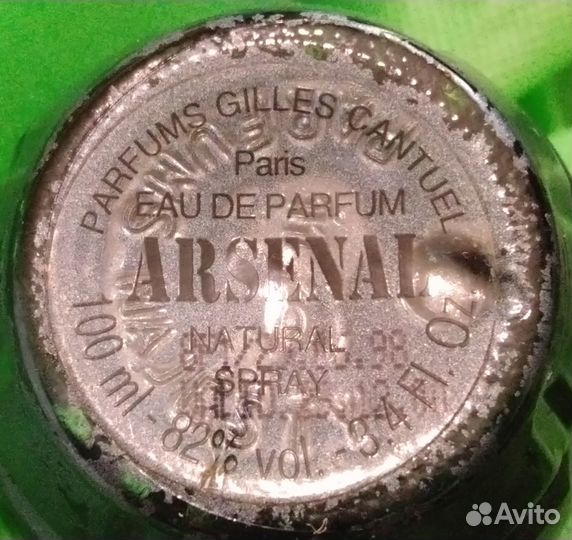 PARFUMS GILLES CANTUEL
Paris
EAU DE PARFUM
ARSENAL
NATURAL
SPRAY
100 ml - 82% vol. - 3.4 Fl. Oz.
Avito